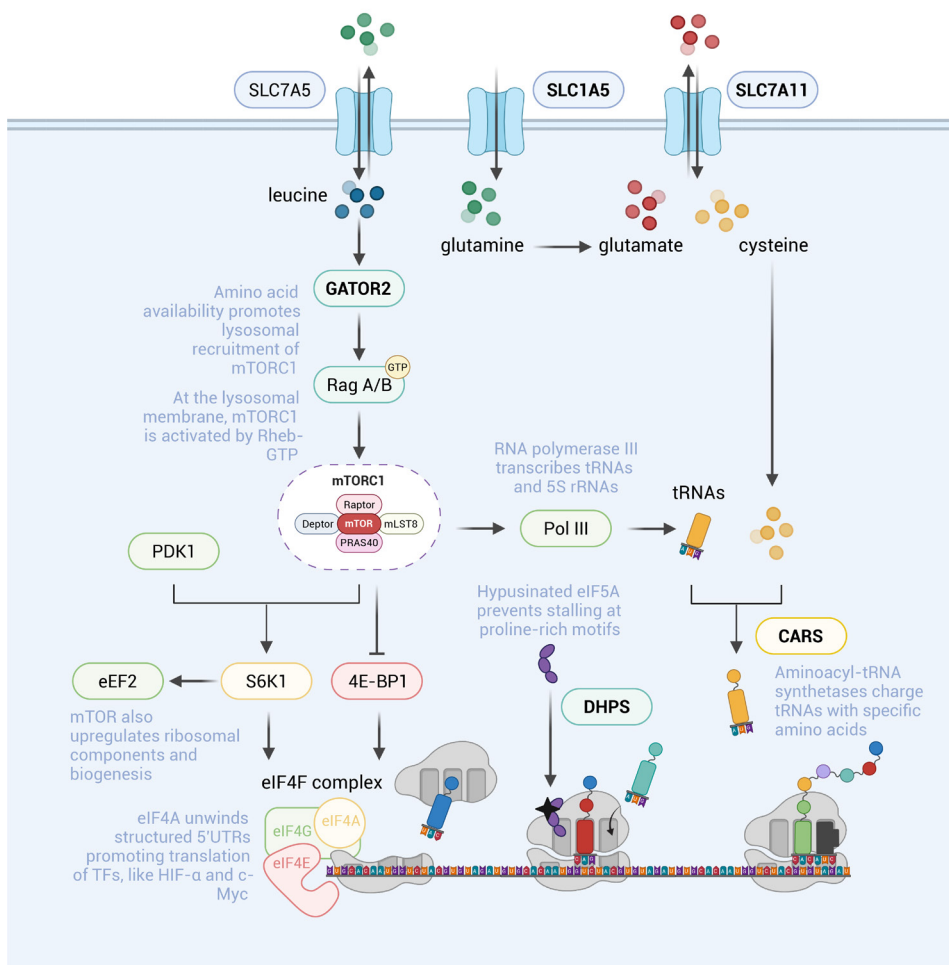 SLC7A5
SLC1A5
SLC7A11
leucine
glutamine
glutamate
cysteine
GATOR2
Amino acid
availability promotes
lysosomal
recruitment of
mTORC1
GTP
Rag A/B
At the lysosomal
membrane, mTORC1
is activated by Rheb-
GTP
mTORC1
Raptor
Deptor
mTOR
mLST8
PRAS40
RNA polymerase III
transcribes tRNAs
and 5S rRNAs
Pol III
tRNAs
PDK1
Hypusinated eIF5A
prevents stalling at
proline-rich motifs
CARS
Aminoacyl-tRNA
synthetases charge
tRNAs with specific
amino acids
eEF2
S6K1
4E-BP1
DHPS
mTOR also
upregulates ribosomal
components and
biogenesis
eIF4F complex
eIF4A unwinds
structured 5'UTRs
promoting translation
of TFs, like HIF-α and c-
Myc
eIF4G
eIF4A
eIF4E
CAG
CACAUC